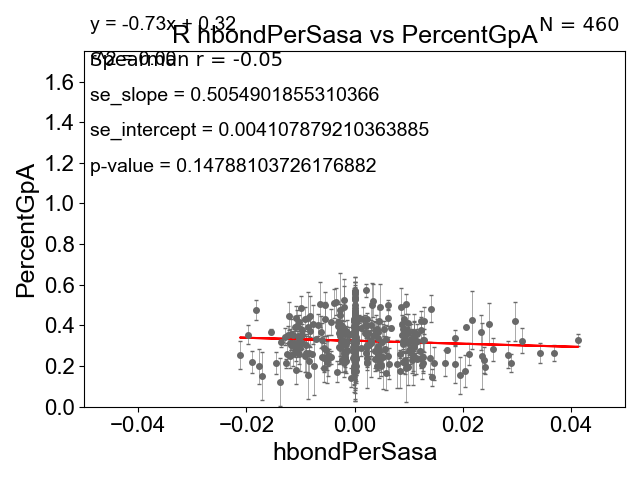 y = -0.73x + 0.32
N = 460
R hbondPerSasa vs PercentGpA
Spearman r = -0.05
se_slope = 0.5054901855310366
se_intercept = 0.004107879210363885
p-value = 0.14788103726176882
PercentGpA
1.6
1.4
1.2
1.0
0.8
0.6
0.4
0.2
0.0
−0.04 −0.02 0.00 0.02 0.04
hbondPerSasa